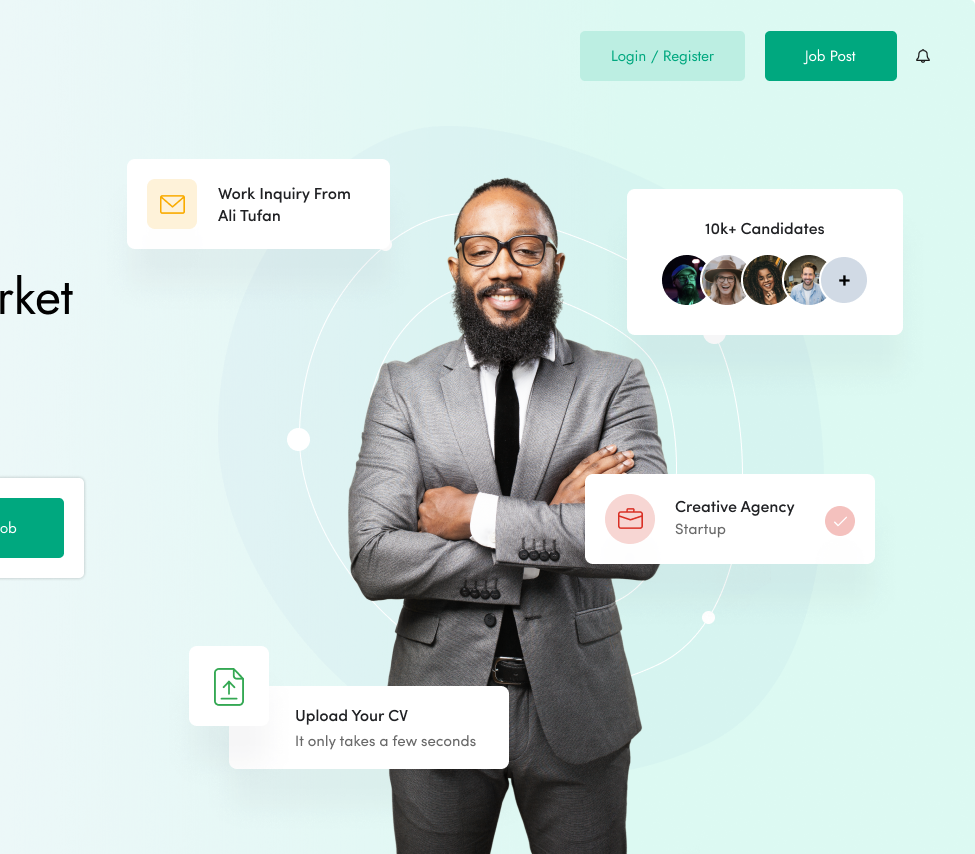 Login / Register
Job Post
Work Inquiry From
Ali Tufan
10k+ Candidates
+
rket
ob
Creative Agency
Startup
Upload Your CV
It only takes a few seconds